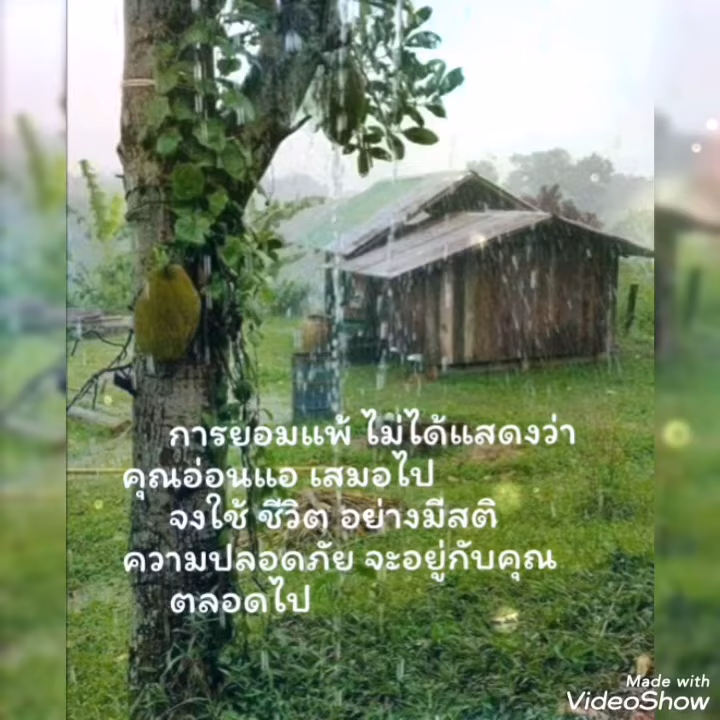 การยอมแพ้ ไม่ได้แสดงว่า
คุณอ่อนแอ เสมอไป
จงใช้ ชีวิต อย่างมีสติ
ความปลอดภัย จะอยู่กับคุณ
ตลอดไป
Made with
VideoShow